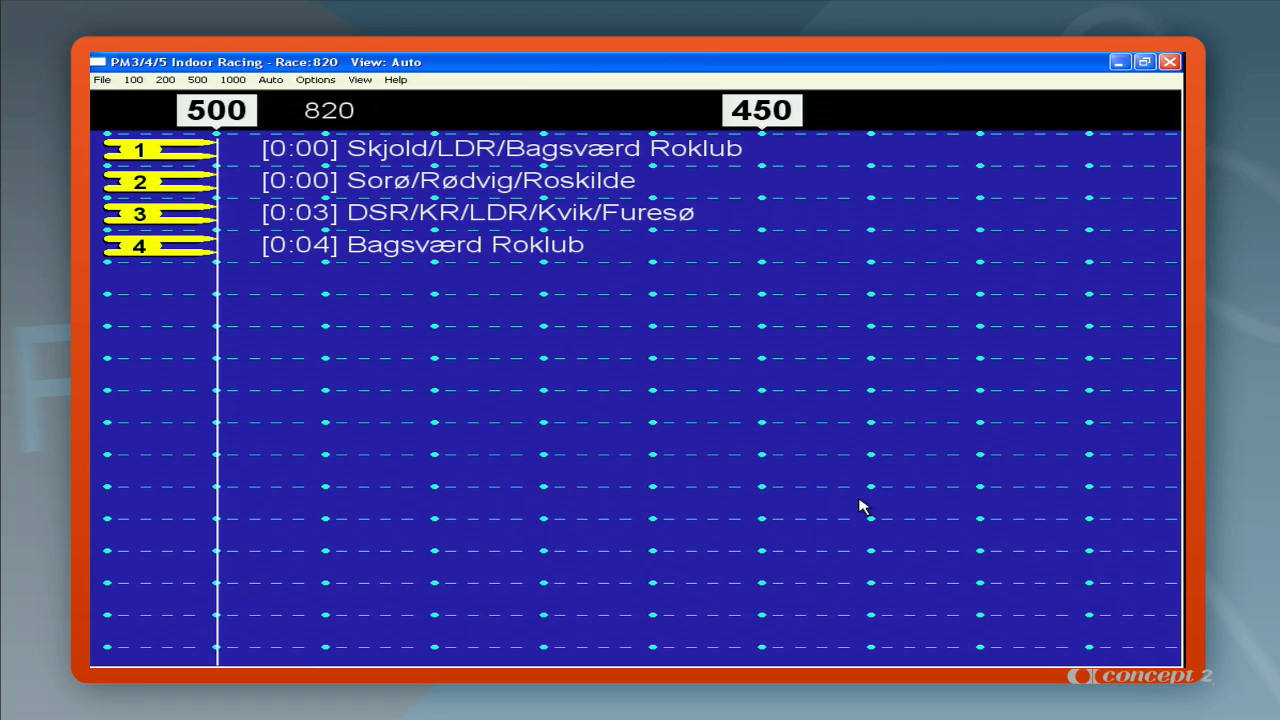 PM3/4/5 Indoor Racing - Race:820 View: Auto
File 100 200 500 1000 Auto Options View Help
500 820 450
1 [0:00] Skjold/LDR/Bagsværd Roklub
2 [0:00] Sorø/Rødvig/Roskilde
3 [0:03] DSR/KR/LDR/Kvik/Furesø
4 [0:04] Bagsværd Roklub
concept 2